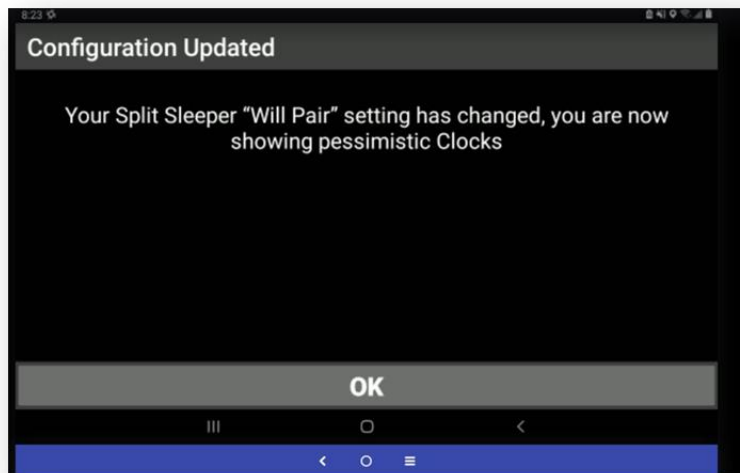 8:23
Configuration Updated
Your Split Sleeper “Will Pair” setting has changed, you are now
showing pessimistic Clocks
OK